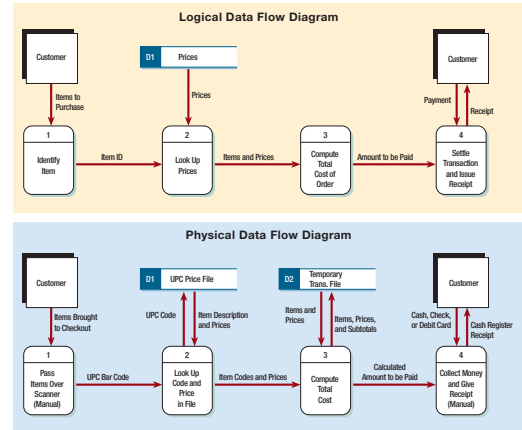 Logical Data Flow Diagram
Customer
D1
Prices
Customer
Items to
Purchase
Prices
Payment
Receipt
1
Identify
Item
Item ID
2
Look Up
Prices
Items and Prices
3
Compute
Total
Cost of
Order
Amount to be Paid
4
Settle
Transaction
and Issue
Receipt
Physical Data Flow Diagram
Customer
D1
UPC Price File
D2
Temporary
Trans. File
Customer
Items Brought
to Checkout
UPC Code
Item Description
and Prices
Items and
Prices
Items, Prices,
and Subtotals
Cash, Check,
or Debit Card
Cash Register
Receipt
1
Pass
Items Over
Scanner
(Manual)
UPC Bar Code
2
Look Up
Code and
Price
in File
Item Codes and Prices
3
Compute
Total
Cost
Calculated
Amount to be Paid
4
Collect Money
and Give
Receipt
(Manual)